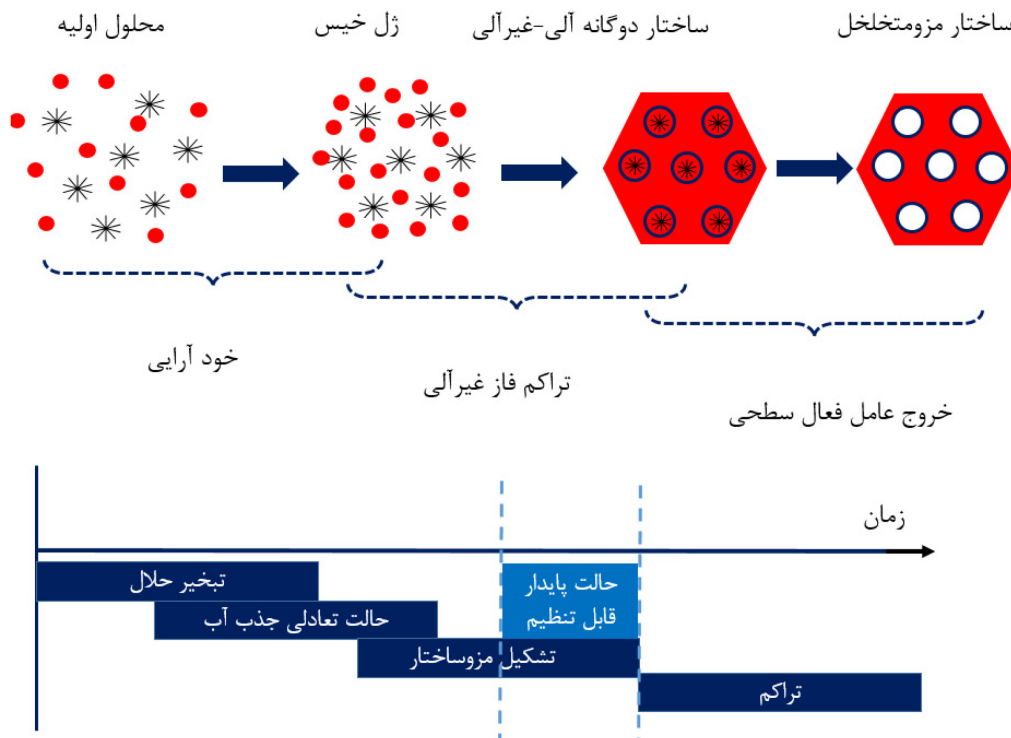 محلول اولیه
ژل خیس
ساختار دوگانه آلی-غیرآلی
ساختار مزومتخلخل
خود آرایی
تراکم فاز غیرآلی
خروج عامل فعال سطحی
زمان
تبخیر حلال
حالت پایدار
قابل تنظیم
حالت تعادلی جذب آب
تشکیل مزوساختار
تراکم